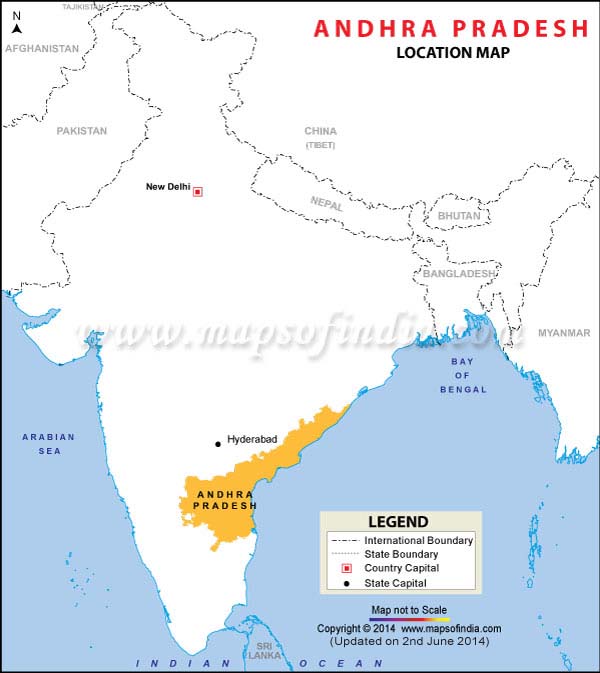 TAJIKISTAN
N
ANDHRA PRADESH
LOCATION MAP
AFGHANISTAN
PAKISTAN
CHINA
(TIBET)
New Delhi
NEPAL
BHUTAN
BANGLADESH
www.mapsofindia.com
MYANMAR
BAY
OF
BENGAL
ARABIAN
SEA
Hyderabad
ANDHRA
PRADESH
LEGEND
International Boundary
State Boundary
Country Capital
State Capital
Map not to Scale
Copyright © 2014 www.mapsofindia.com
(Updated on 2nd June 2014)
SRI
LANKA
INDIAN OCEAN